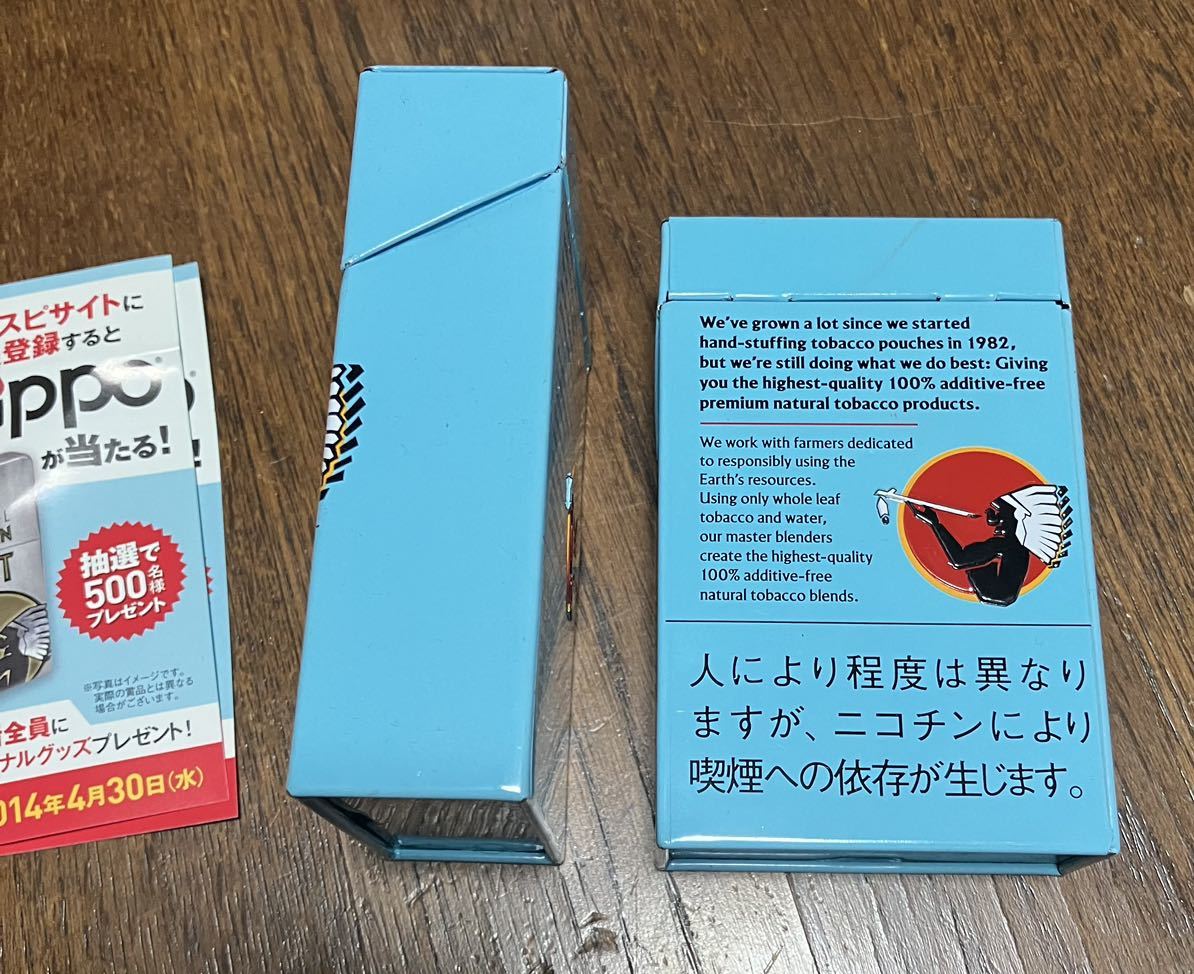 スピサイトに
登録すると
ippo
が当たる!
抽選で
500名様
プレゼント
※写真はイメージです。
実際の賞品とは異なる
場合がございます。
全員に
ナルグッズプレゼント!
014年4月30日(水)
We've grown a lot since we started
hand-stuffing tobacco pouches in 1982,
but we're still doing what we do best: Giving
you the highest-quality 100% additive-free
premium natural tobacco products.
We work with farmers dedicated
to responsibly using the
Earth's resources.
Using only whole leaf
tobacco and water,
our master blenders
create the highest-quality
100% additive-free
natural tobacco blends.
人により程度は異なり
ますが、ニコチンにより
喫煙への依存が生じます。